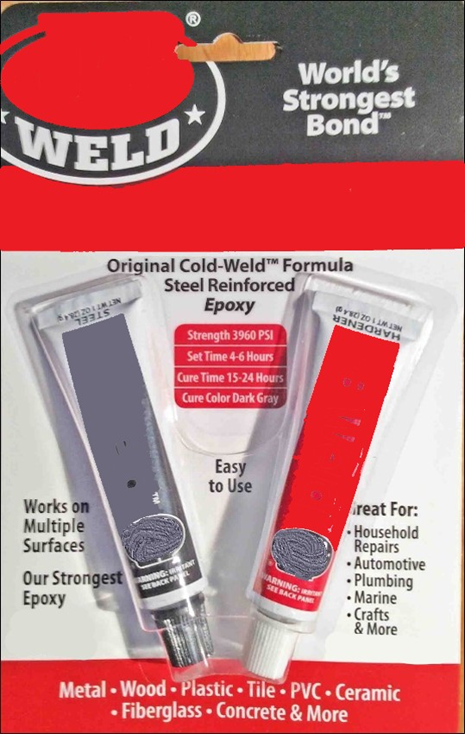 ®
WELD
World's
Strongest
Bond™
Original Cold-Weld™ Formula
Steel Reinforced
Epoxy
Strength 3960 PSI
Set Time 4-6 Hours
Cure Time 15-24 Hours
Cure Color Dark Gray
STEEL
NET WT 1 OZ (28.4 g)
HARDENER
NET WT 1 OZ (28.4 g)
Easy
to Use
Works on
Multiple
Surfaces
Our Strongest
Epoxy
TM
WARNING: IRRITANT
SEE BACK PANEL
®
WARNING: IRRITANT
SEE BACK PANEL
Great For:
• Household
Repairs
• Automotive
• Plumbing
• Marine
• Crafts
& More
Metal • Wood • Plastic • Tile • PVC • Ceramic
• Fiberglass • Concrete & More